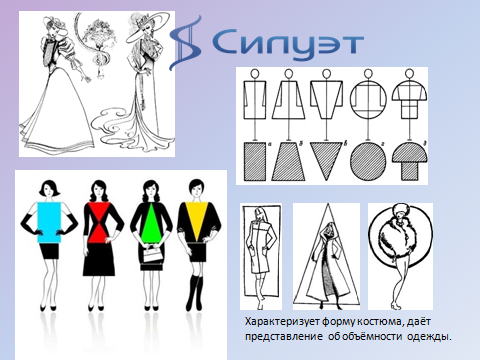 Силуэт
а б в г д
Характеризует форму костюма, даёт
представление об объёмности одежды.